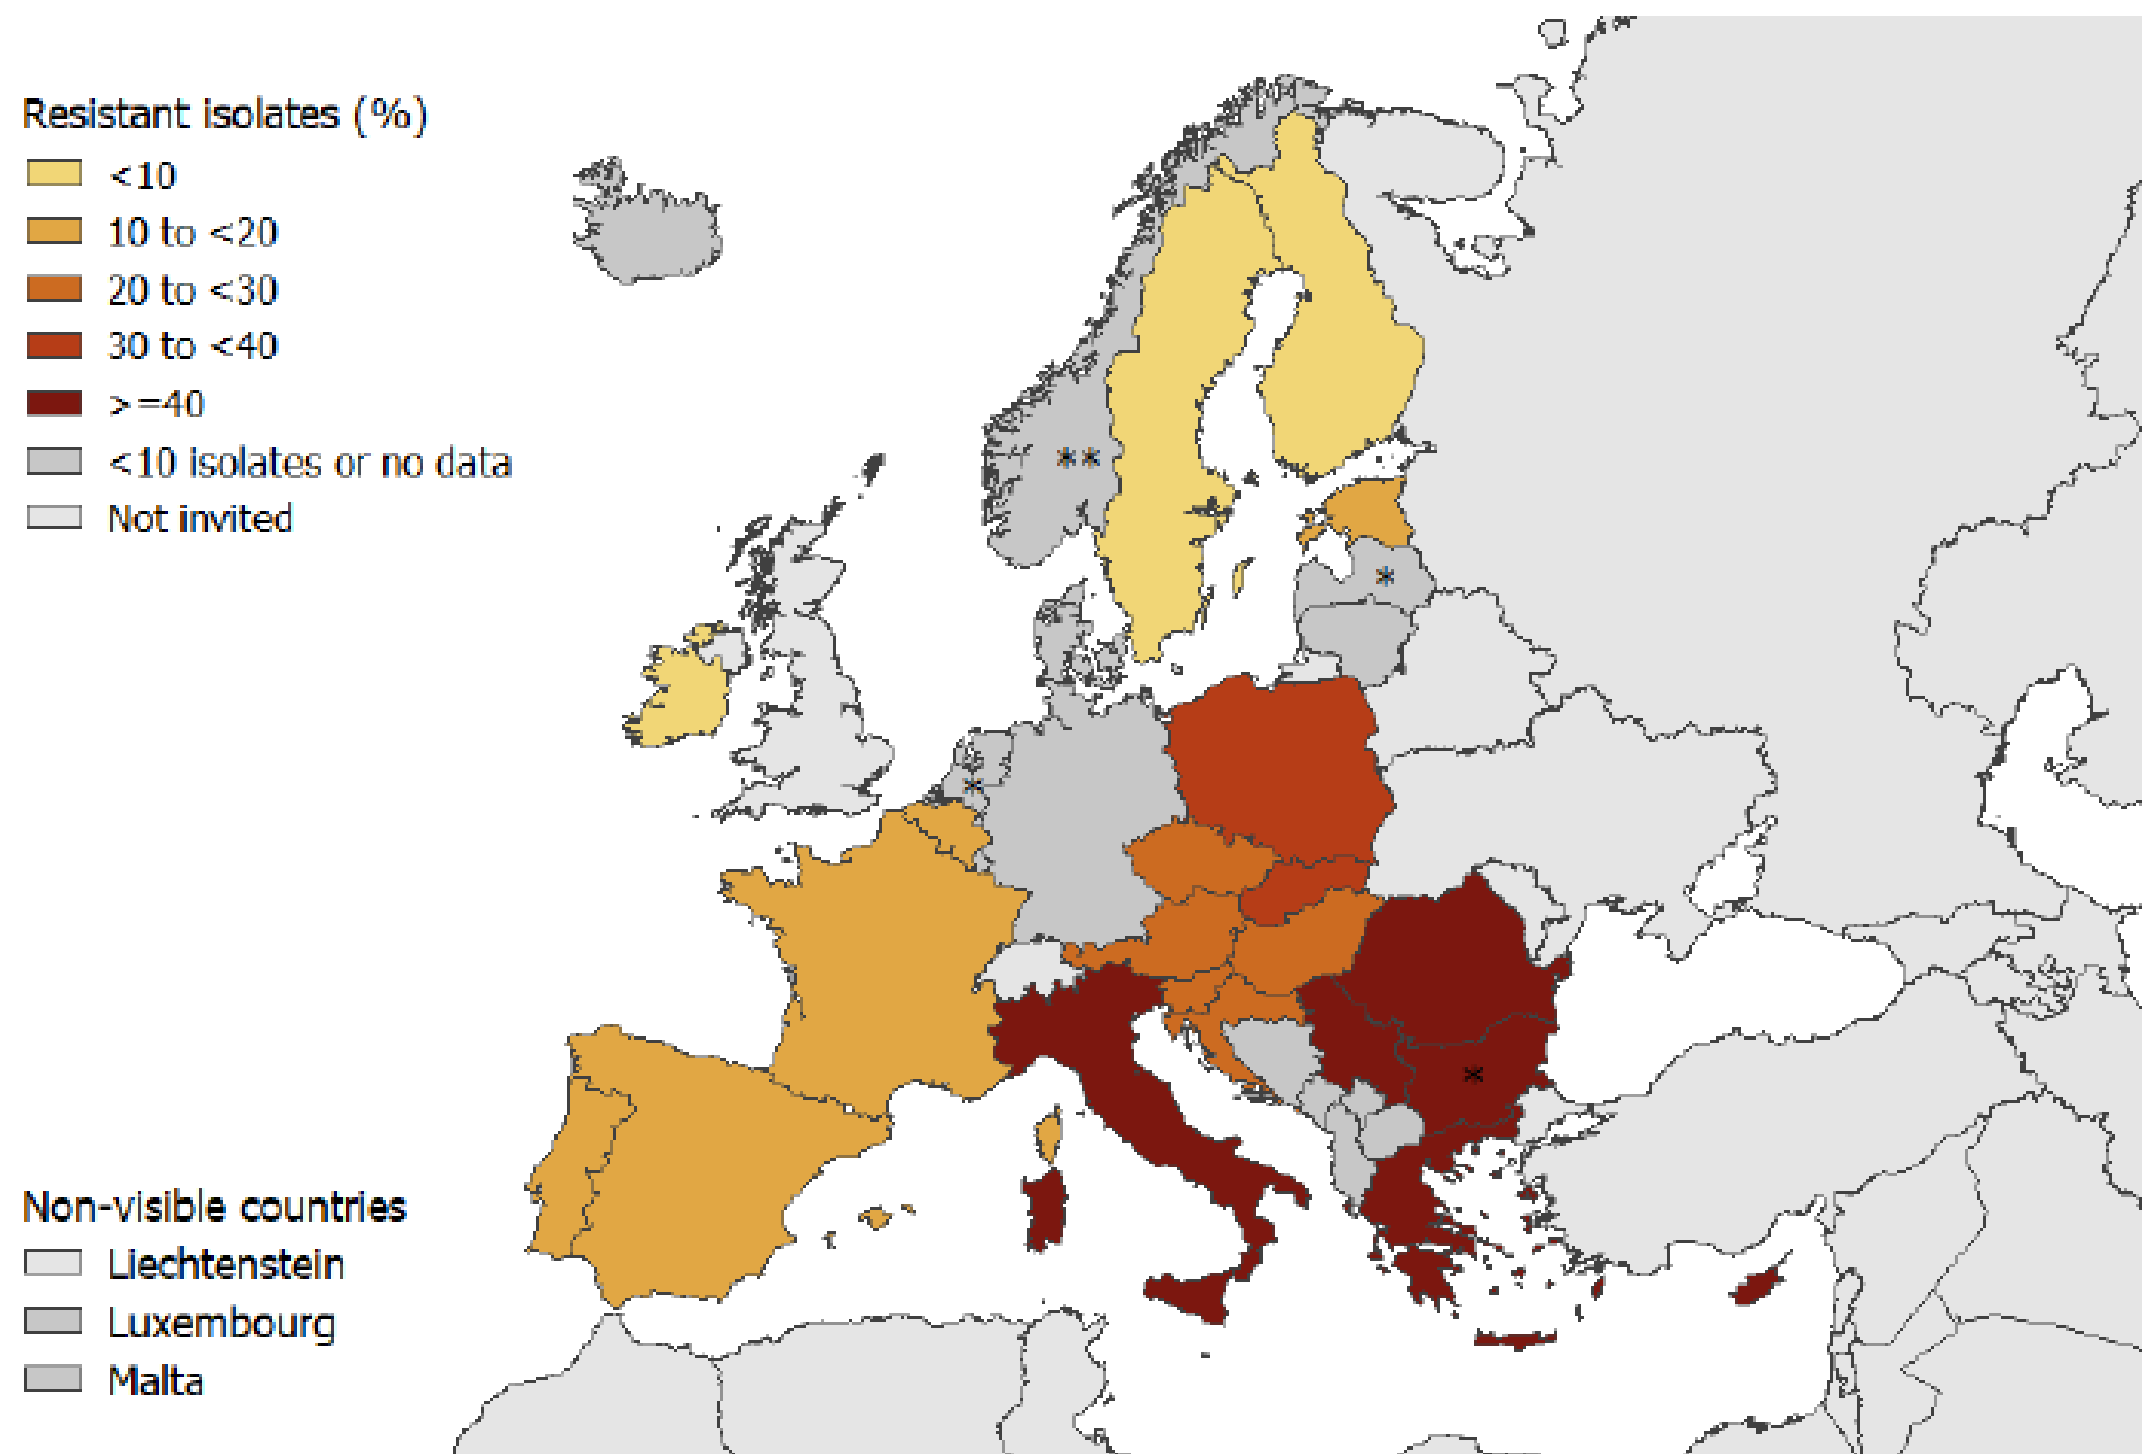 Resistant isolates (%)
<10
10 to <20
20 to <30
30 to <40
>=40
<10 isolates or no data
Not invited
**
*
*
*
Non-visible countries
Liechtenstein
Luxembourg
Malta